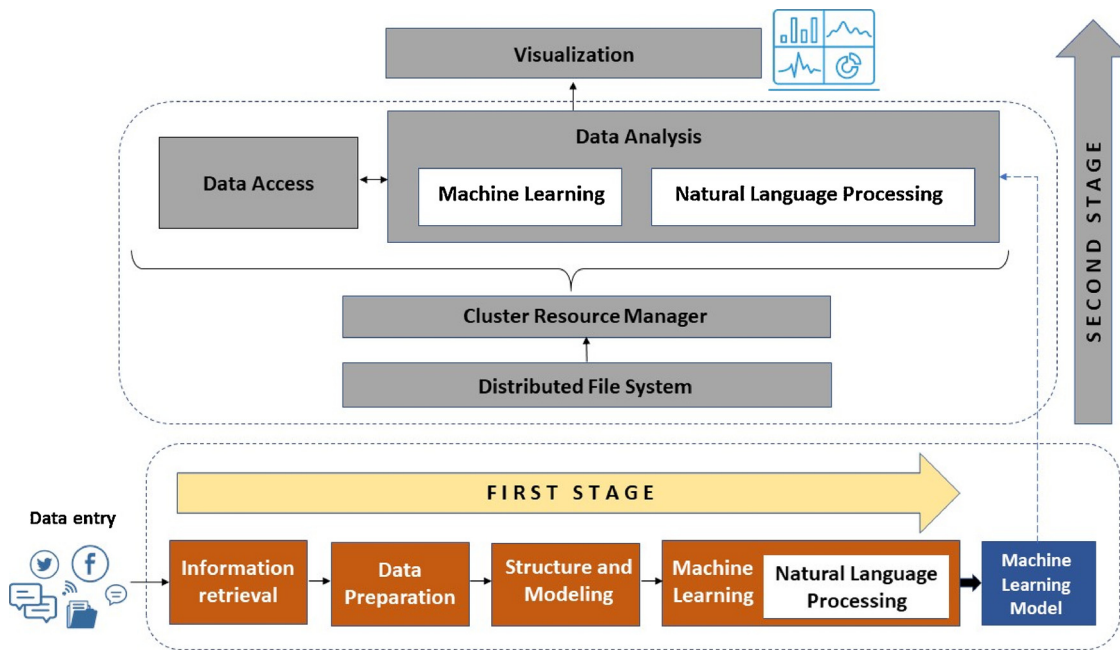 Visualization
Data Analysis
Data Access
Machine Learning
Natural Language Processing
Cluster Resource Manager
Distributed File System
SECOND STAGE
FIRST STAGE
Data entry
Information
retrieval
Data
Preparation
Structure and
Modeling
Machine
Learning
Natural Language
Processing
Machine
Learning
Model